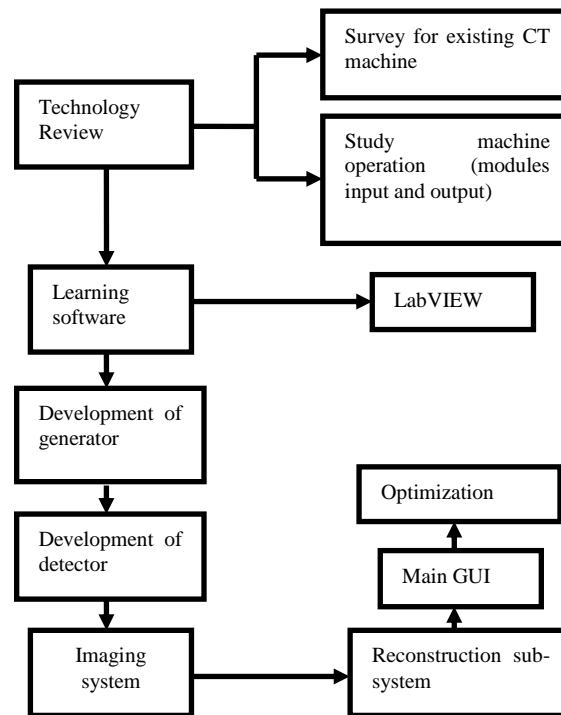 Survey for existing CT
machine
Technology
Review
Study machine
operation (modules
input and output)
Learning
software
LabVIEW
Development of
generator
Optimization
Development of
detector
Main GUI
Imaging
system
Reconstruction sub-
system